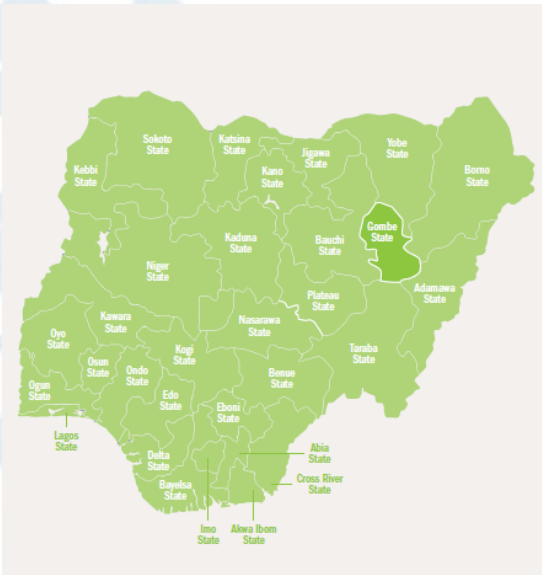 Sokoto
State
Katsina
State
Jigawa
State
Yobe
State
Borno
State
Kebbi
State
Kano
State
Gombe
State
Kaduna
State
Bauchi
State
Niger
State
Adamawa
State
Plateau
State
Kawara
State
Nasarawa
State
Oyo
State
Taraba
State
Kogi
State
Osun
State
Ondo
State
Benue
State
Ogun
State
Edo
State
Eboni
State
Lagos
State
Abia
State
Delta
State
Cross River
State
Bayelsa
State
Imo
State
Akwa Ibom
State